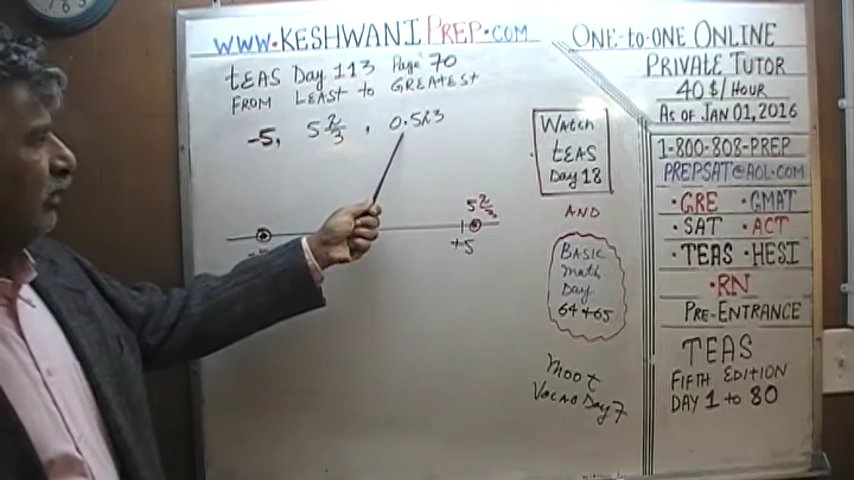 www.KESHWANIPREP.COM
tEAS Day 113 Page 70
FROM LEAST to GREATEST
-5, 5 2/3, 0.523
5 2/3
+5
Watch
tEAS
Day 18
AND
BASIC
math
Day
64+65
Moot
Vocab Day 7
ONE-to-ONE ONLINE
PRIVATE TUTOR
40$/HOUR
AS OF JAN 01, 2016
1-800-808-PREP
PREPSAT@AOL.COM
•GRE •GMAT
•SAT •ACT
•TEAS •HESI
•RN
PRE-ENTRANCE
TEAS
FIFTH EDITION
DAY 1 to 80